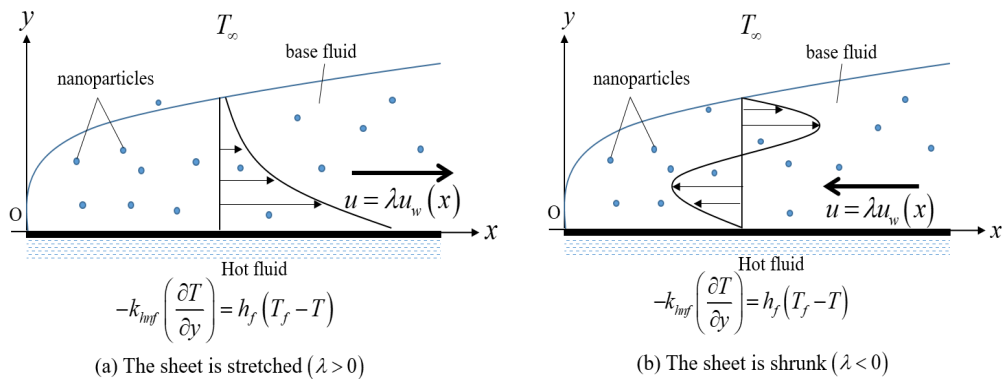 y
T∞
nanoparticles
base fluid
u = λu_w(x)
O
x
Hot fluid
−k_hnf (∂T/∂y) = h_f (T_f − T)
(a) The sheet is stretched (λ > 0)
y
T∞
nanoparticles
base fluid
u = λu_w(x)
O
x
Hot fluid
−k_hnf (∂T/∂y) = h_f (T_f − T)
(b) The sheet is shrunk (λ < 0)